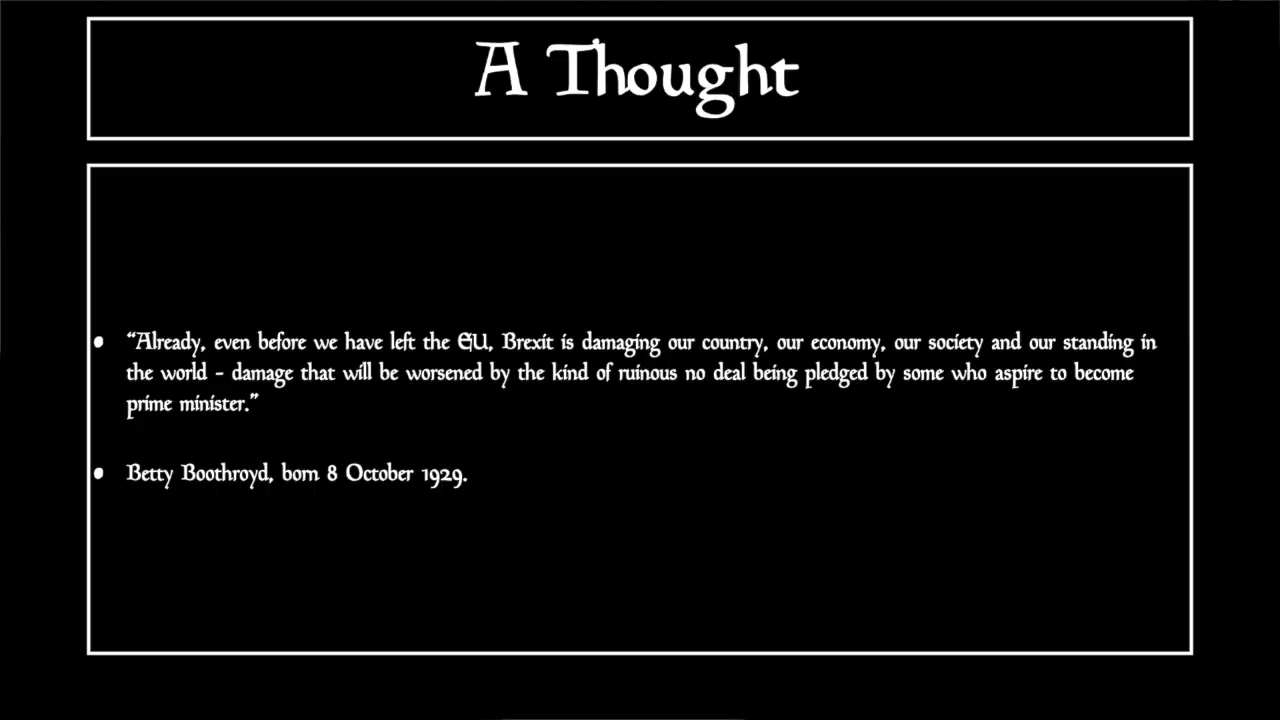 A Thought
• “Already, even before we have left the EU, Brexit is damaging our country, our economy, our society and our standing in
the world - damage that will be worsened by the kind of ruinous no deal being pledged by some who aspire to become
prime minister.”
• Betty Boothroyd, born 8 October 1929.